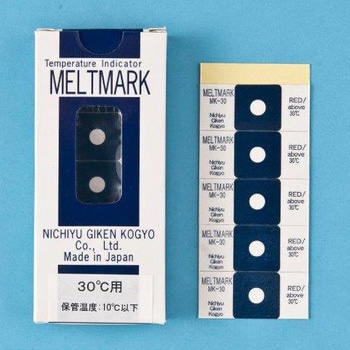 Temperature Indicator
MELTMARK
NICHIYU GIKEN KOGYO
Co., Ltd.
Made in Japan
30℃用
保管温度:10℃以下
MELTMARK
MK-30
Nichiyu
Giken
Kogyo
RED/
above
30℃
MELTMARK
MK-30
Nichiyu
Giken
Kogyo
RED/
above
30℃
MELTMARK
MK-30
Nichiyu
Giken
Kogyo
RED/
above
30℃
MELTMARK
MK-30
Nichiyu
Giken
Kogyo
RED/
above
30℃
MELTMARK
MK-30
Nichiyu
Giken
Kogyo
RED/
above
30℃